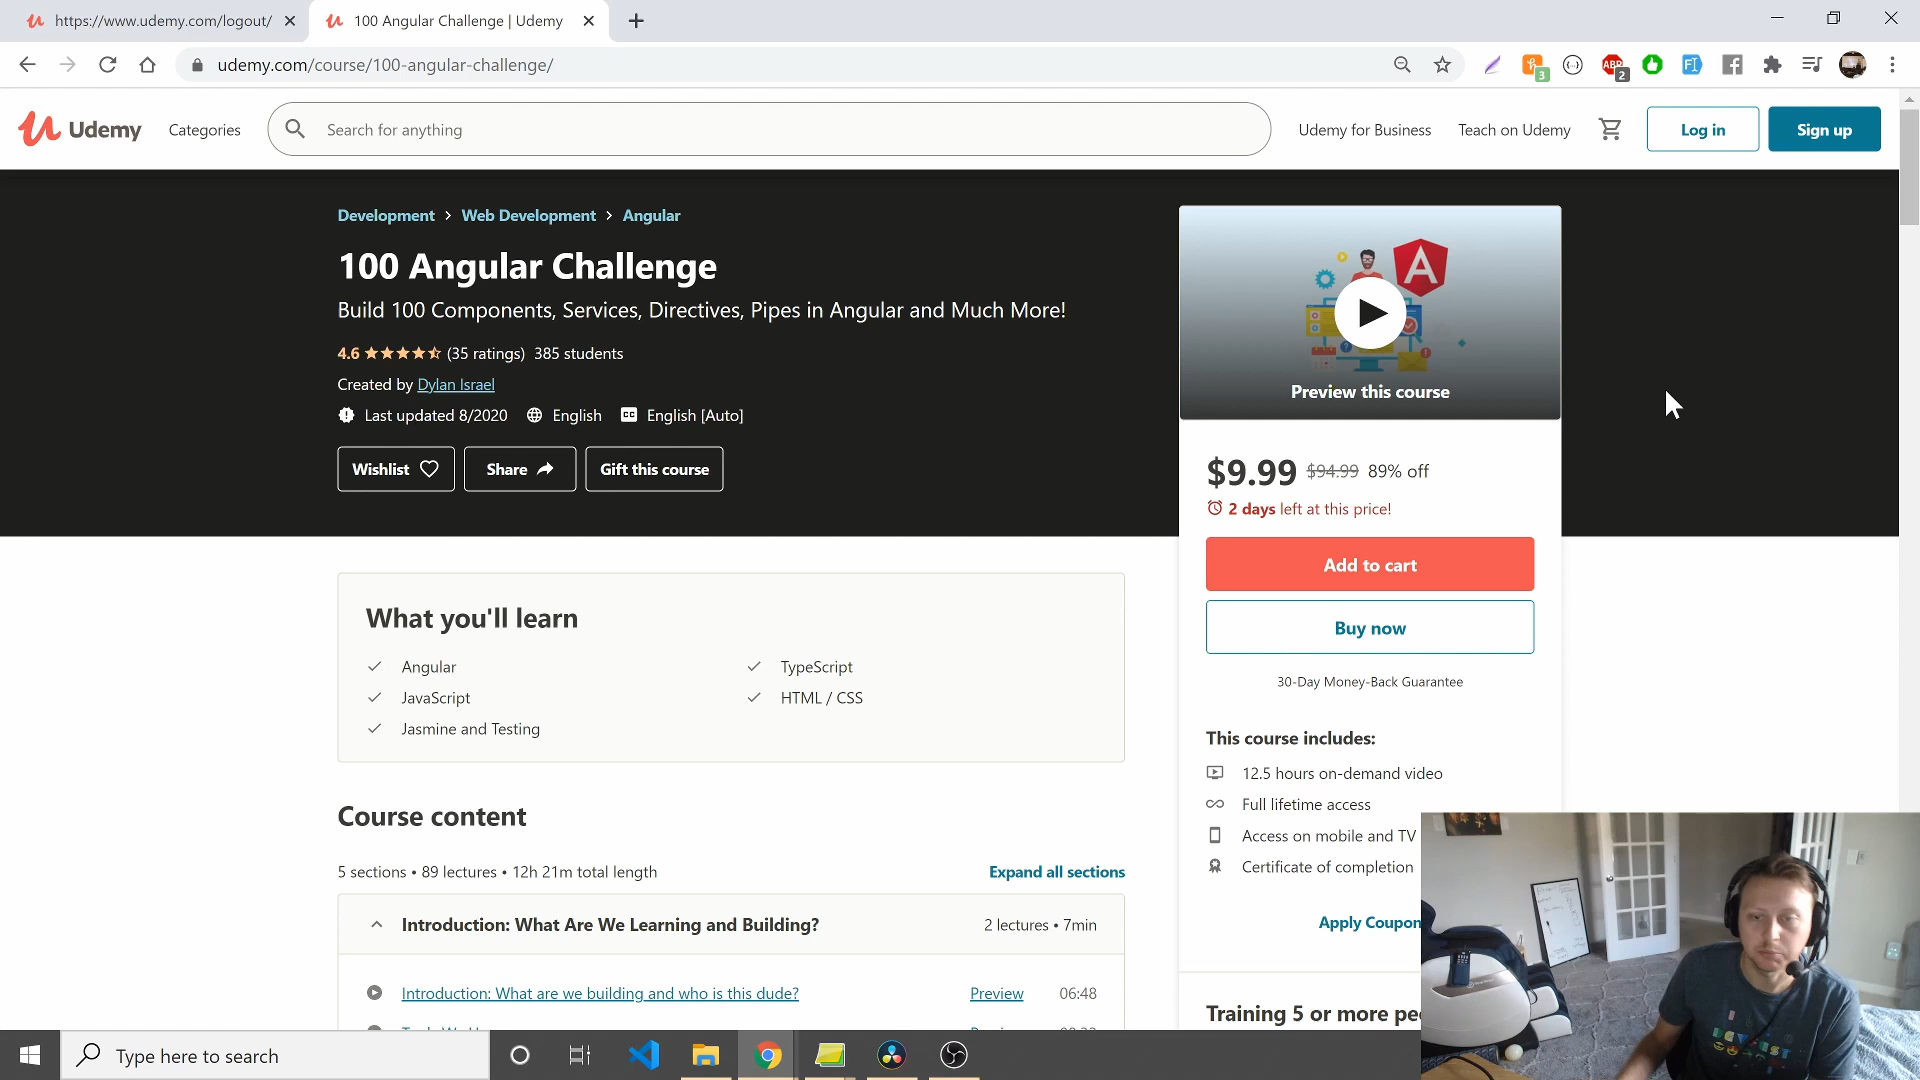 https://www.udemy.com/logout/
100 Angular Challenge | Udemy
udemy.com/course/100-angular-challenge/
3
ABP
2
Udemy
Categories
Search for anything
Udemy for Business
Teach on Udemy
Log in
Sign up
Development > Web Development > Angular
100 Angular Challenge
Build 100 Components, Services, Directives, Pipes in Angular and Much More!
4.6 (35 ratings) 385 students
Created by Dylan Israel
Last updated 8/2020 English English [Auto]
Wishlist
Share
Gift this course
Preview this course
$9.99 $94.99 89% off
2 days left at this price!
Add to cart
Buy now
30-Day Money-Back Guarantee
This course includes:
12.5 hours on-demand video
Full lifetime access
Access on mobile and TV
Certificate of completion
Apply Coupon
Training 5 or more
What you'll learn
Angular
TypeScript
JavaScript
HTML / CSS
Jasmine and Testing
Course content
5 sections • 89 lectures • 12h 21m total length
Expand all sections
Introduction: What Are We Learning and Building?
2 lectures • 7min
Introduction: What are we building and who is this dude?
Preview
06:48
Type here to search